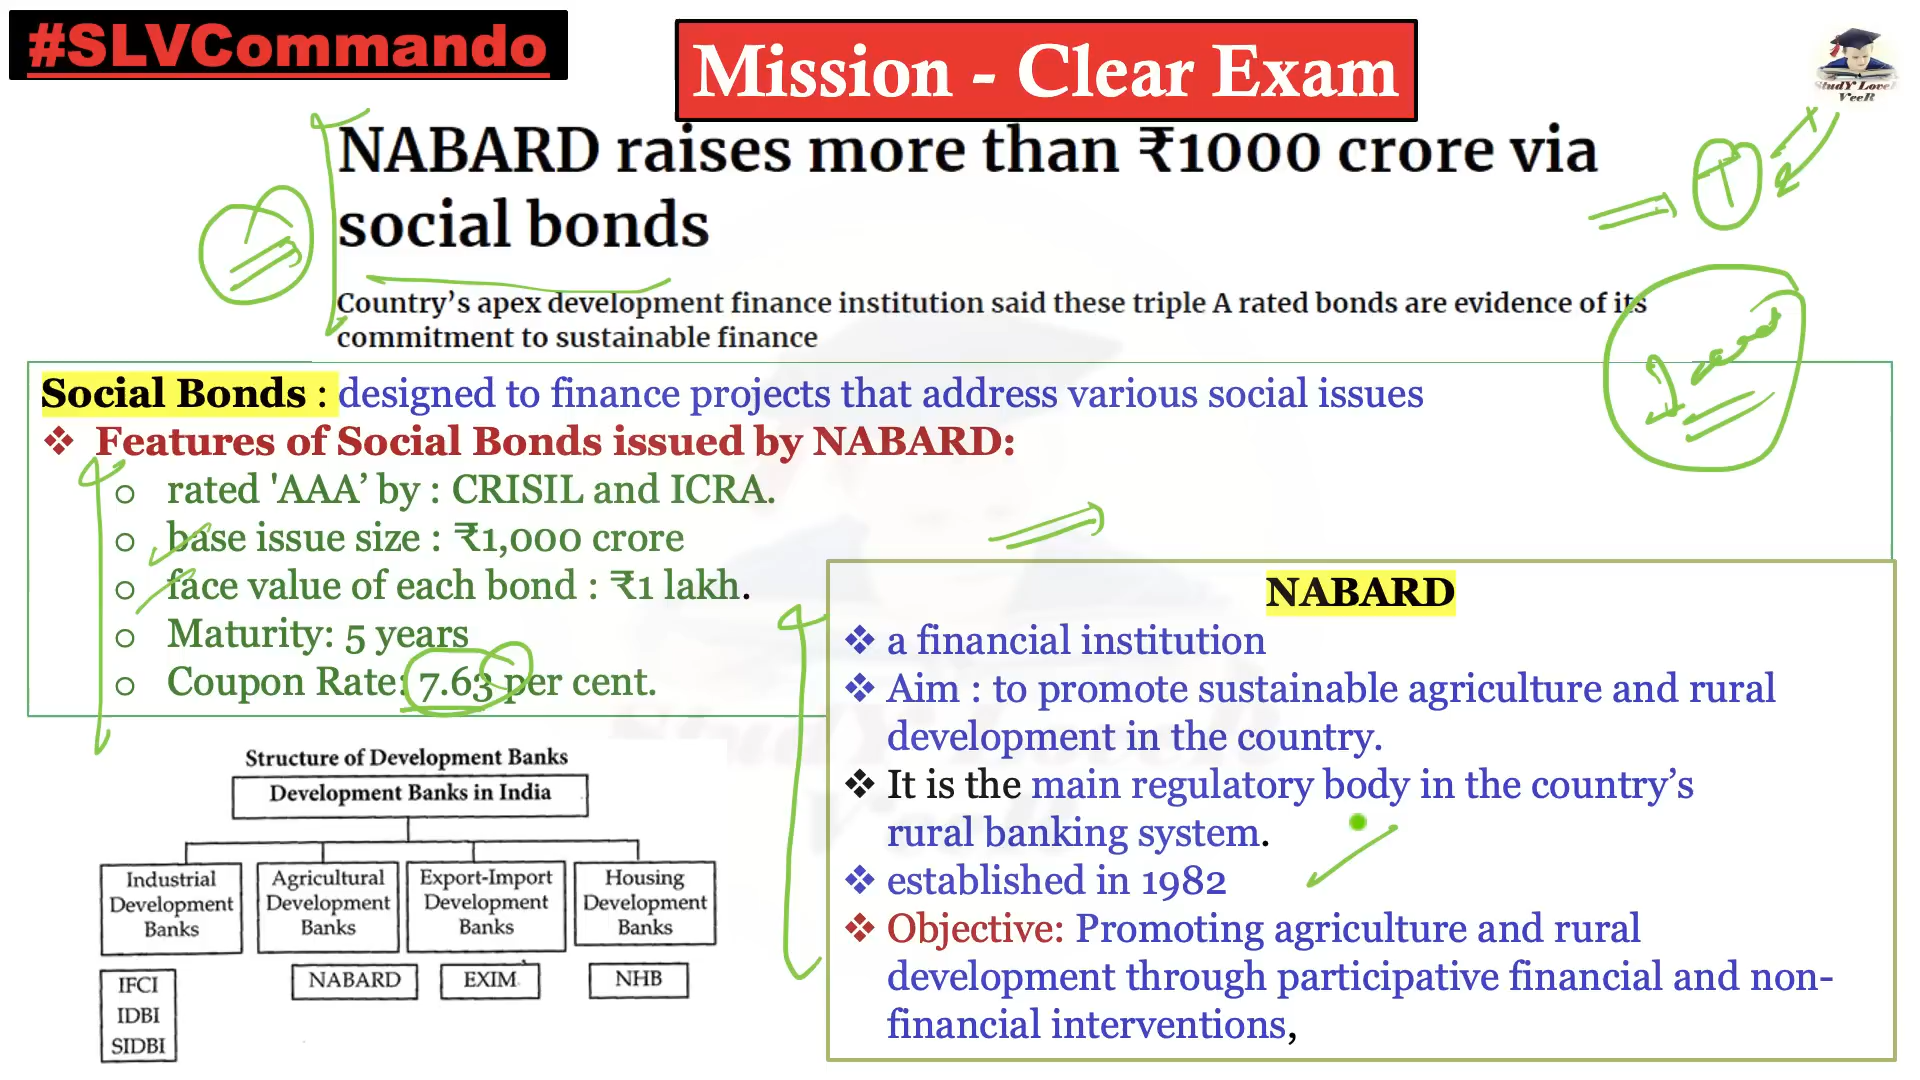 #SLVCommando
Mission - Clear Exam
StudY LoveR
VeeR
NABARD raises more than ₹1000 crore via
social bonds
Country’s apex development finance institution said these triple A rated bonds are evidence of its
commitment to sustainable finance
Social Bonds : designed to finance projects that address various social issues
❖ Features of Social Bonds issued by NABARD:
o rated 'AAA’ by : CRISIL and ICRA.
o base issue size : ₹1,000 crore
o face value of each bond : ₹1 lakh.
o Maturity: 5 years
o Coupon Rate: 7.63 per cent.
Structure of Development Banks
Development Banks in India
Industrial
Development
Banks
Agricultural
Development
Banks
Export-Import
Development
Banks
Housing
Development
Banks
IFCI
IDBI
SIDBI
NABARD
EXIM
NHB
NABARD
❖ a financial institution
❖ Aim : to promote sustainable agriculture and rural
development in the country.
❖ It is the main regulatory body in the country’s
rural banking system.
❖ established in 1982
❖ Objective: Promoting agriculture and rural
development through participative financial and non-
financial interventions,
StudY LoveR
VeeR